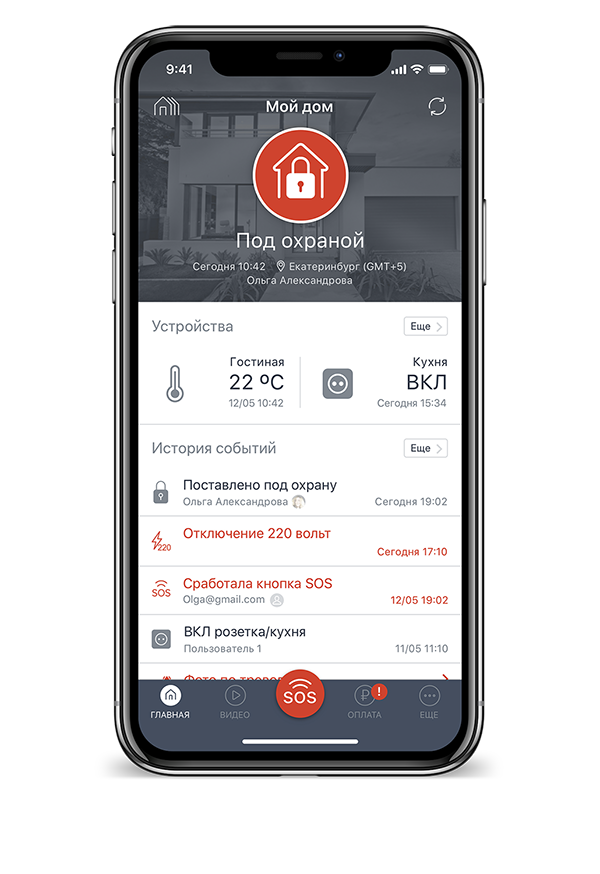 9:41
Мой дом
Под охраной
Сегодня 10:42 Екатеринбург (GMT+5)
Ольга Александрова
Устройства
Еще
Гостиная
22 ºC
12/05 10:42
Кухня
ВКЛ
Сегодня 15:34
История событий
Еще
Поставлено под охрану
Ольга Александрова
Сегодня 19:02
220
Отключение 220 вольт
Сегодня 17:10
SOS
Сработала кнопка SOS
Olga@gmail.com
12/05 19:02
ВКЛ розетка/кухня
Пользователь 1
11/05 11:10
Фото по
ГЛАВНАЯ
ВИДЕО
SOS
₽ !
ОПЛАТА
ЕЩЕ